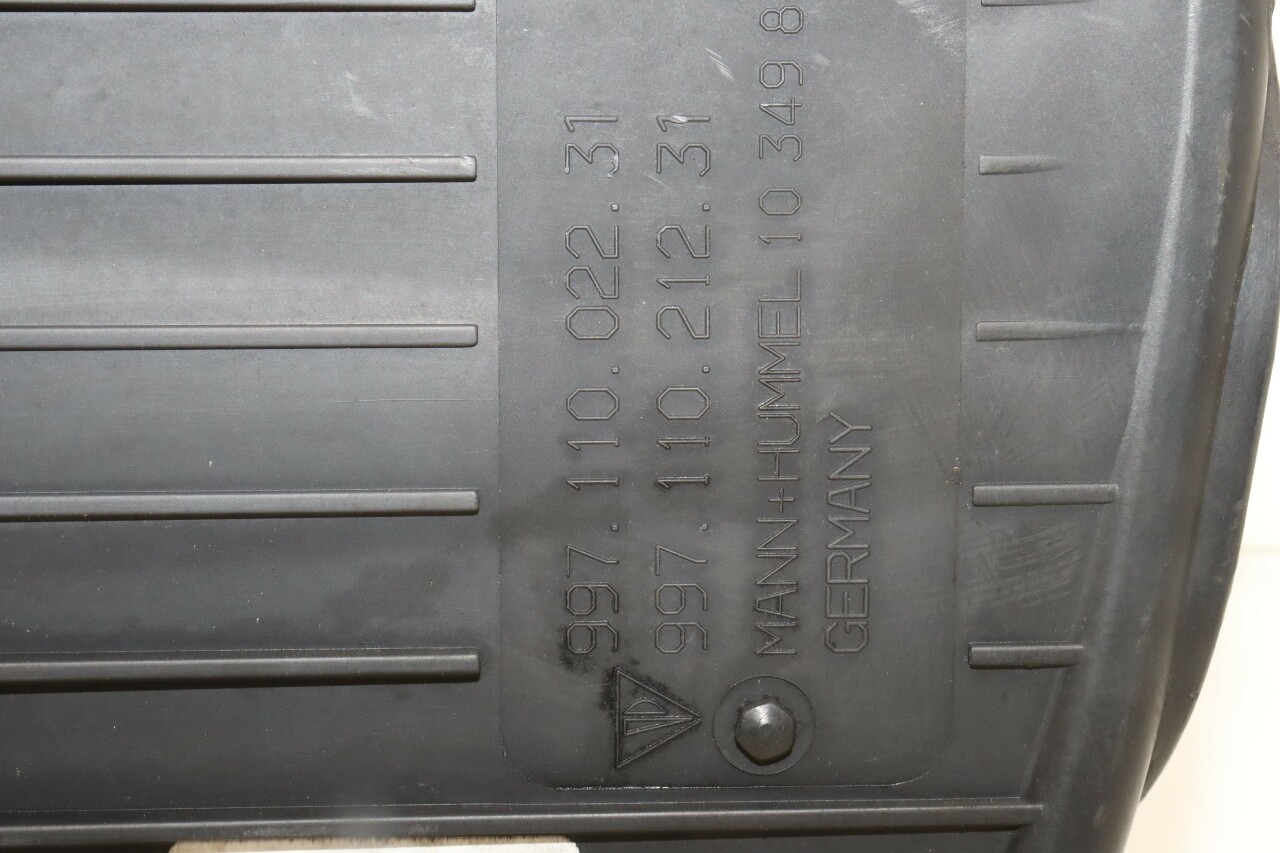 997.110.022.31
997.110.212.31
MANN+HUMMEL 10 349 8
GERMANY